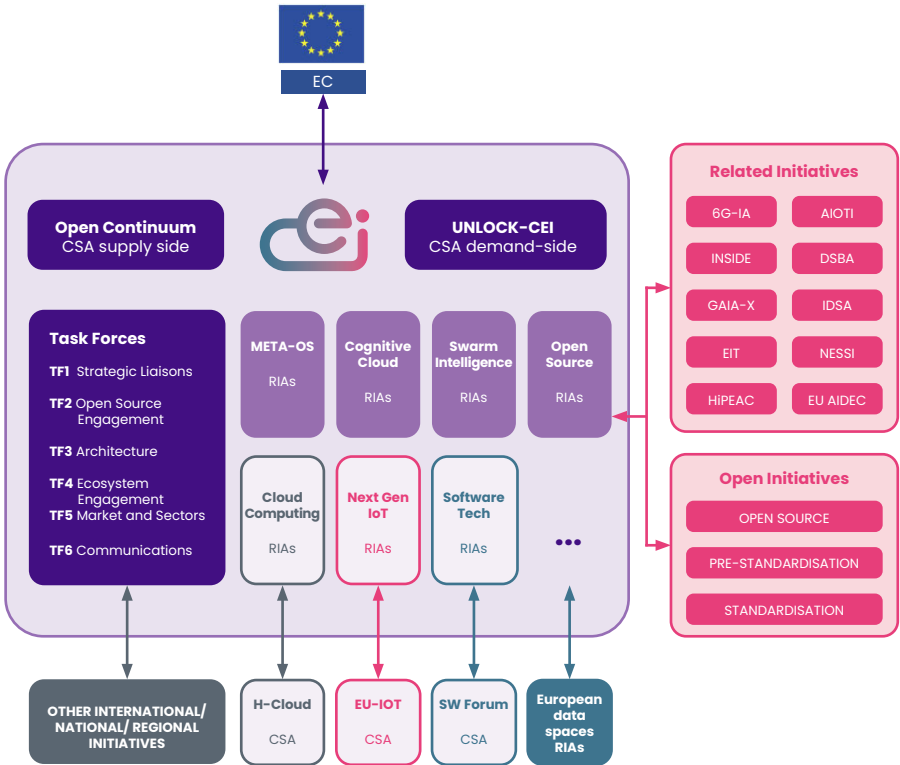 EC
Open Continuum
CSA supply side
cei
UNLOCK-CEI
CSA demand-side
Task Forces
TF1 Strategic Liaisons
TF2 Open Source
Engagement
TF3 Architecture
TF4 Ecosystem
Engagement
TF5 Market and Sectors
TF6 Communications
META-OS
RIAs
Cognitive
Cloud
RIAs
Swarm
Intelligence
RIAs
Open
Source
RIAs
Cloud
Computing
RIAs
Next Gen
IoT
RIAs
Software
Tech
RIAs
...
OTHER INTERNATIONAL/
NATIONAL/ REGIONAL
INITIATIVES
H-Cloud
CSA
EU-IOT
CSA
SW Forum
CSA
European
data
spaces
RIAs
Related Initiatives
6G-IA
AIOTI
INSIDE
DSBA
GAIA-X
IDSA
EIT
NESSI
HiPEAC
EU AIDEC
Open Initiatives
OPEN SOURCE
PRE-STANDARDISATION
STANDARDISATION